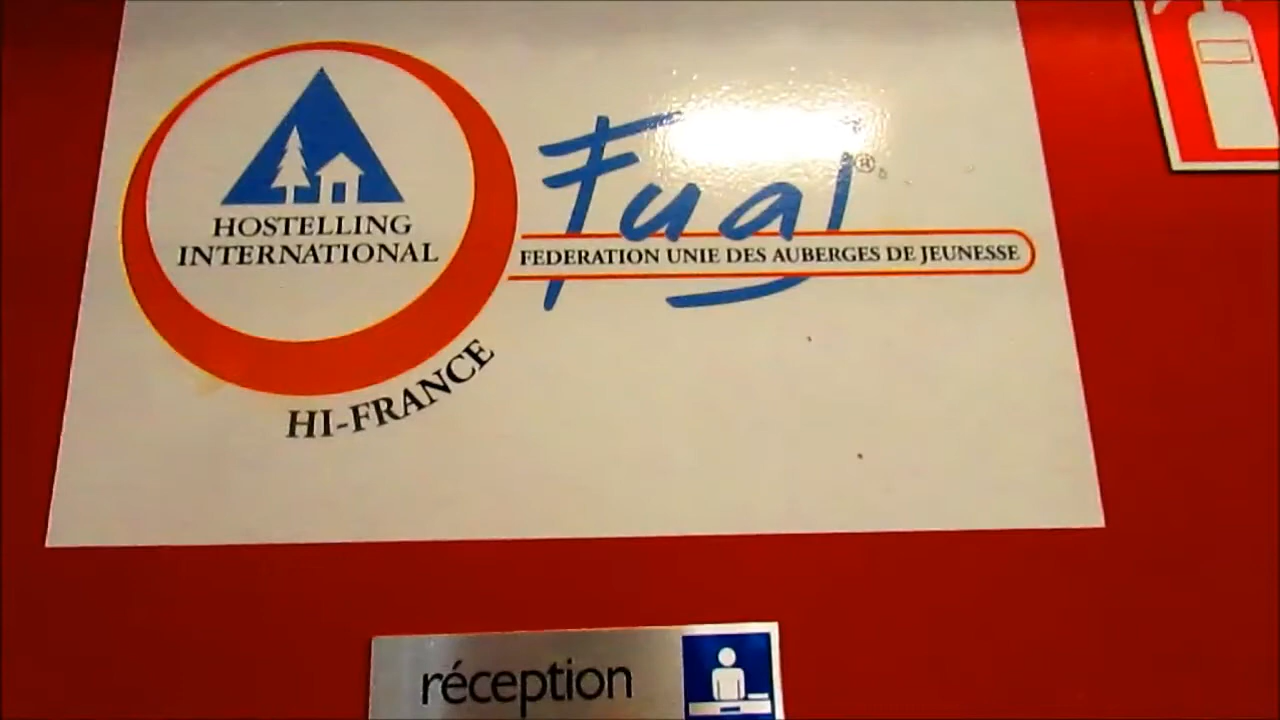 HOSTELLING
INTERNATIONAL
HI-FRANCE
Fuaj®
FEDERATION UNIE DES AUBERGES DE JEUNESSE
réception